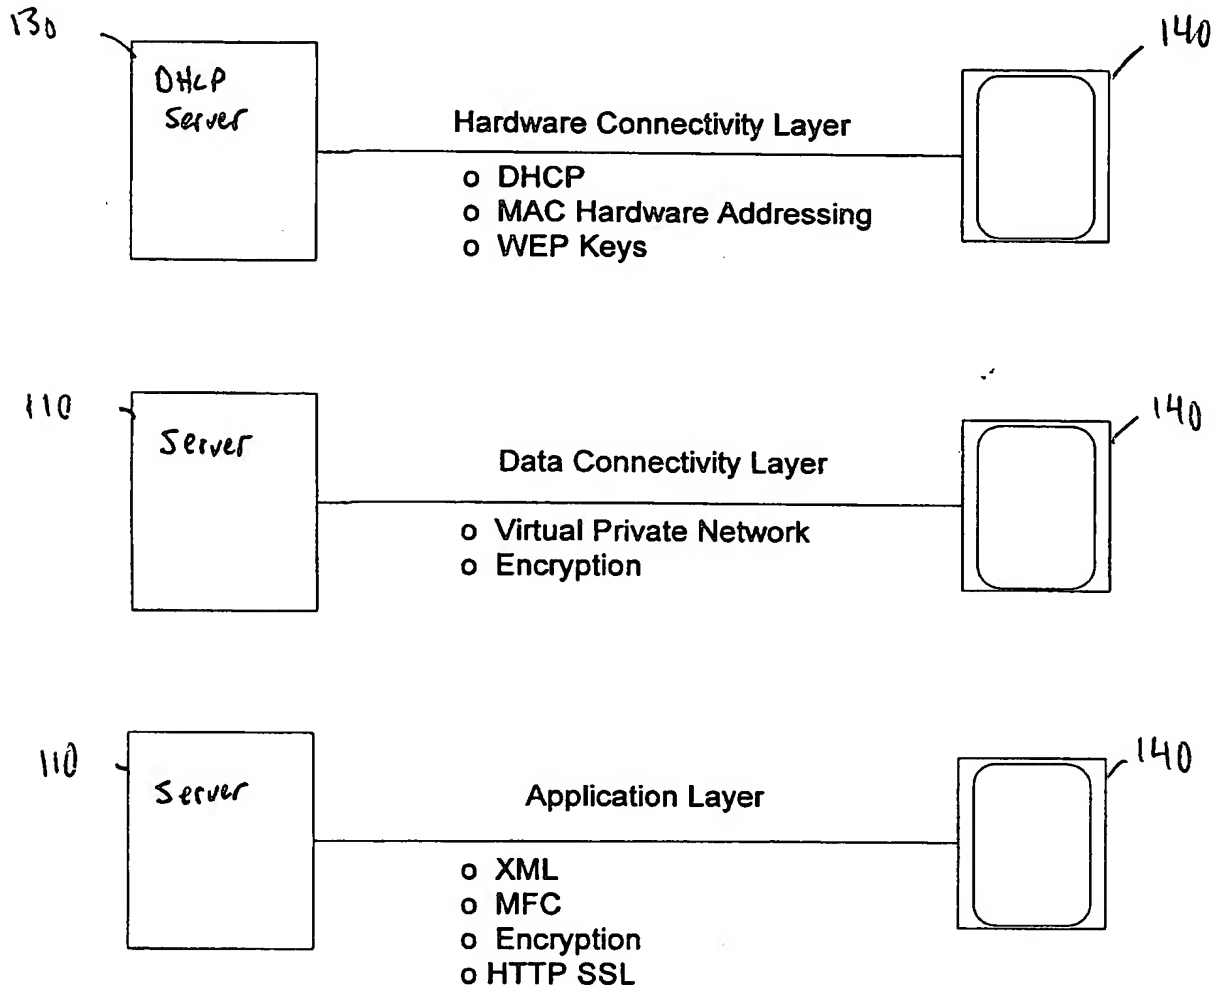 130
140
DHCP
Server
Hardware Connectivity Layer
o DHCP
o MAC Hardware Addressing
o WEP Keys
110
140
Server
Data Connectivity Layer
o Virtual Private Network
o Encryption
110
140
Server
Application Layer
o XML
o MFC
o Encryption
o HTTP SSL